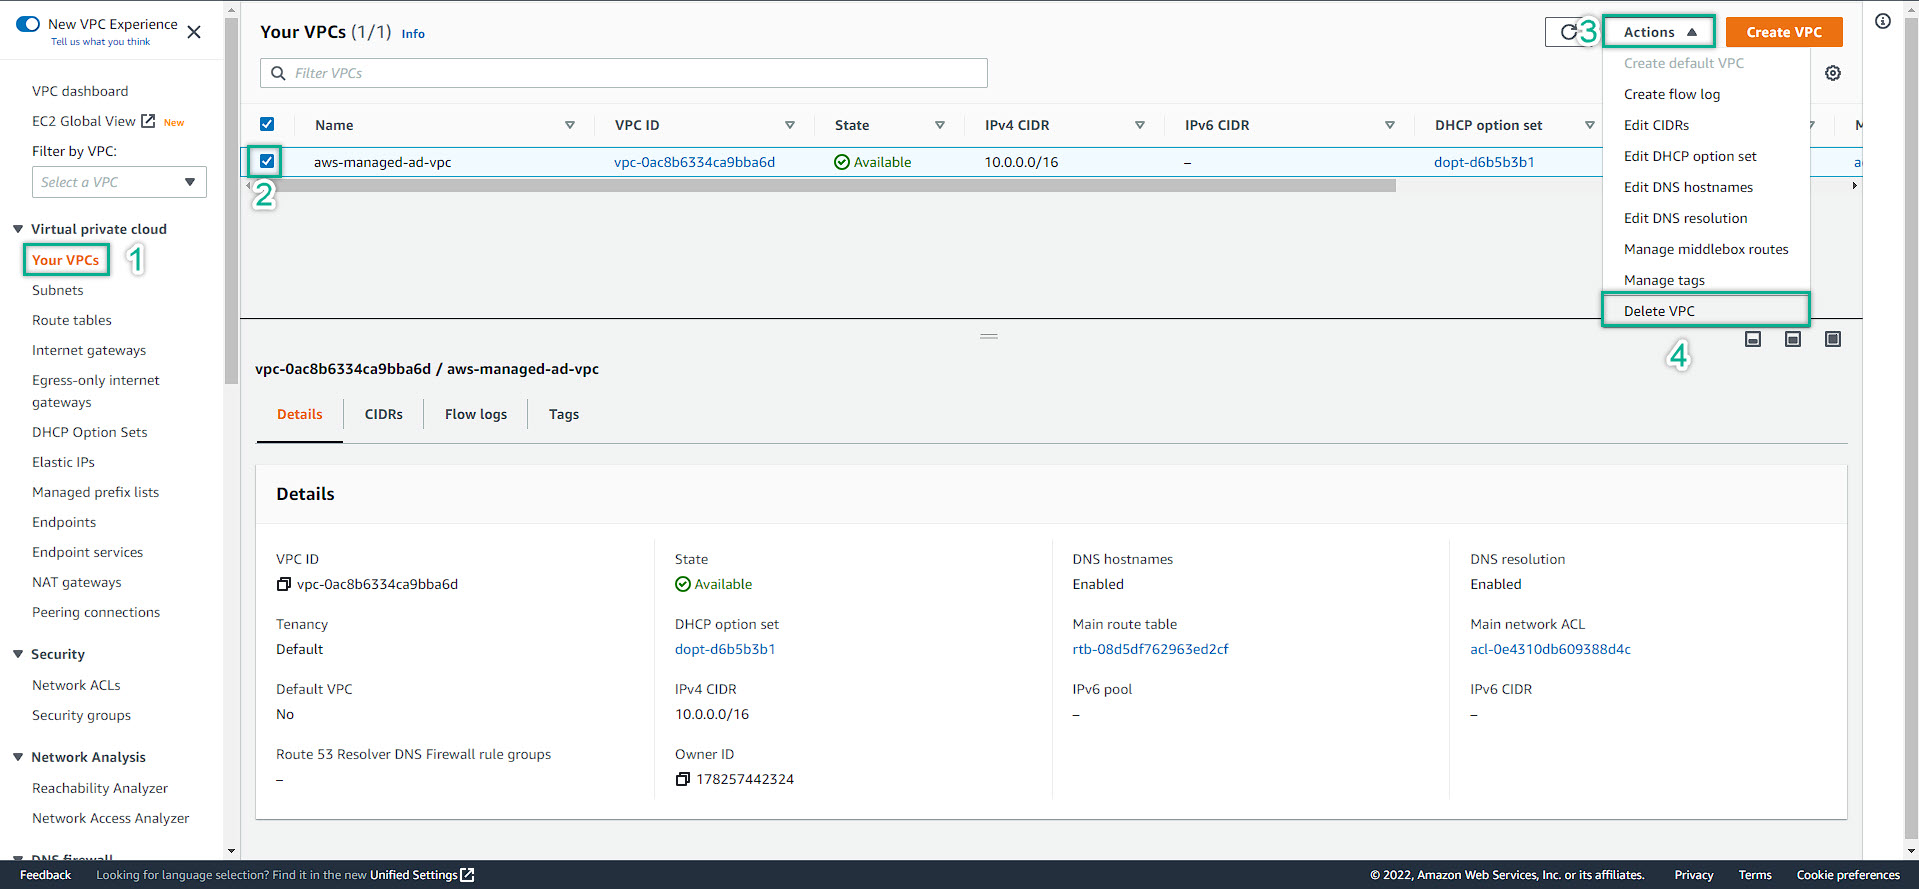 New VPC Experience
Tell us what you think
VPC dashboard
EC2 Global View New
Filter by VPC:
Select a VPC
Virtual private cloud
Your VPCs 1
Subnets
Route tables
Internet gateways
Egress-only internet
gateways
DHCP Option Sets
Elastic IPs
Managed prefix lists
Endpoints
Endpoint services
NAT gateways
Peering connections
Security
Network ACLs
Security groups
Network Analysis
Reachability Analyzer
Network Access Analyzer
DNS firewall
Your VPCs (1/1) Info
3 Actions Create VPC
Filter VPCs
Create default VPC
Create flow log
Edit CIDRs
Edit DHCP option set
Edit DNS hostnames
Edit DNS resolution
Manage middlebox routes
Manage tags
Delete VPC
4
Name VPC ID State IPv4 CIDR IPv6 CIDR DHCP option set M
aws-managed-ad-vpc vpc-0ac8b6334ca9bba6d Available 10.0.0.0/16 – dopt-d6b5b3b1 a
2
vpc-0ac8b6334ca9bba6d / aws-managed-ad-vpc
Details CIDRs Flow logs Tags
Details
VPC ID
vpc-0ac8b6334ca9bba6d
State
Available
DNS hostnames
Enabled
DNS resolution
Enabled
Tenancy
Default
DHCP option set
dopt-d6b5b3b1
Main route table
rtb-08d5df762963ed2cf
Main network ACL
acl-0e4310db609388d4c
Default VPC
No
IPv4 CIDR
10.0.0.0/16
IPv6 pool
–
IPv6 CIDR
–
Route 53 Resolver DNS Firewall rule groups
–
Owner ID
178257442324
Feedback Looking for language selection? Find it in the new Unified Settings © 2022, Amazon Web Services, Inc. or its affiliates. Privacy Terms Cookie preferences